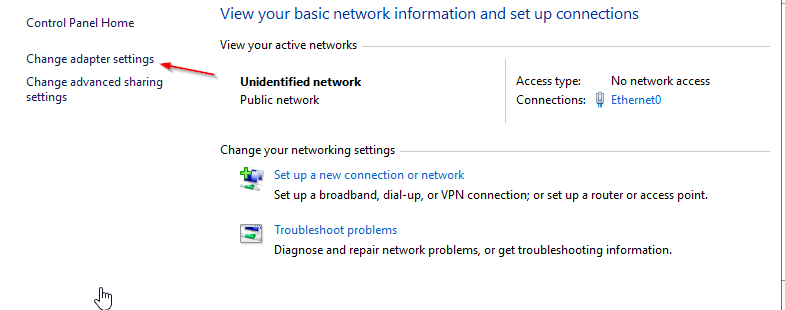 Control Panel Home
Change adapter settings
Change advanced sharing
settings
View your basic network information and set up connections
View your active networks
Unidentified network
Public network
Access type: No network access
Connections: Ethernet0
Change your networking settings
Set up a new connection or network
Set up a broadband, dial-up, or VPN connection; or set up a router or access point.
Troubleshoot problems
Diagnose and repair network problems, or get troubleshooting information.